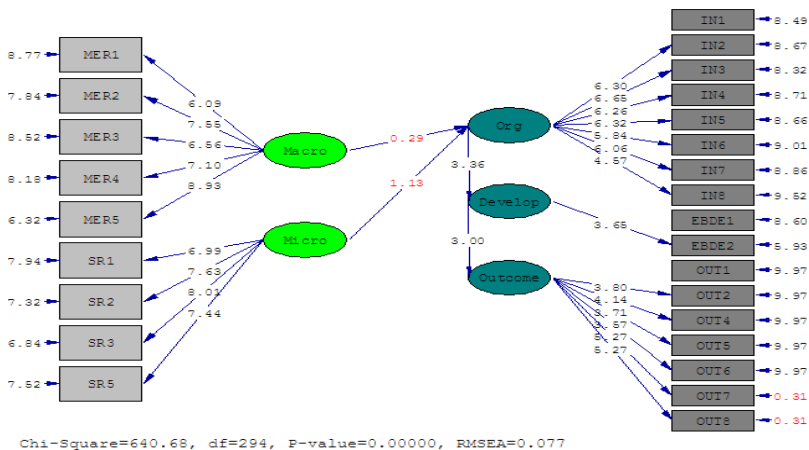 8.77 MER1
7.84 MER2
8.52 MER3
8.18 MER4
6.32 MER5
7.94 SR1
7.32 SR2
6.84 SR3
7.52 SR5
6.09
7.55
6.56
7.10
8.93
6.99
7.63
8.01
7.44
Macro
Micro
0.29
1.13
Org
3.36
Develop
3.00
Outcome
6.30
6.65
6.26
6.32
5.84
6.06
4.57
3.65
3.80
4.14
3.71
3.57
5.27
5.27
IN1 8.49
IN2 8.67
IN3 8.32
IN4 8.71
IN5 8.66
IN6 9.01
IN7 8.86
IN8 9.52
EBDE1 8.60
EBDE2 5.93
OUT1 9.97
OUT2 9.97
OUT4 9.97
OUT5 9.97
OUT6 9.97
OUT7 0.31
OUT8 0.31
Chi-Square=640.68, df=294, P-value=0.00000, RMSEA=0.077